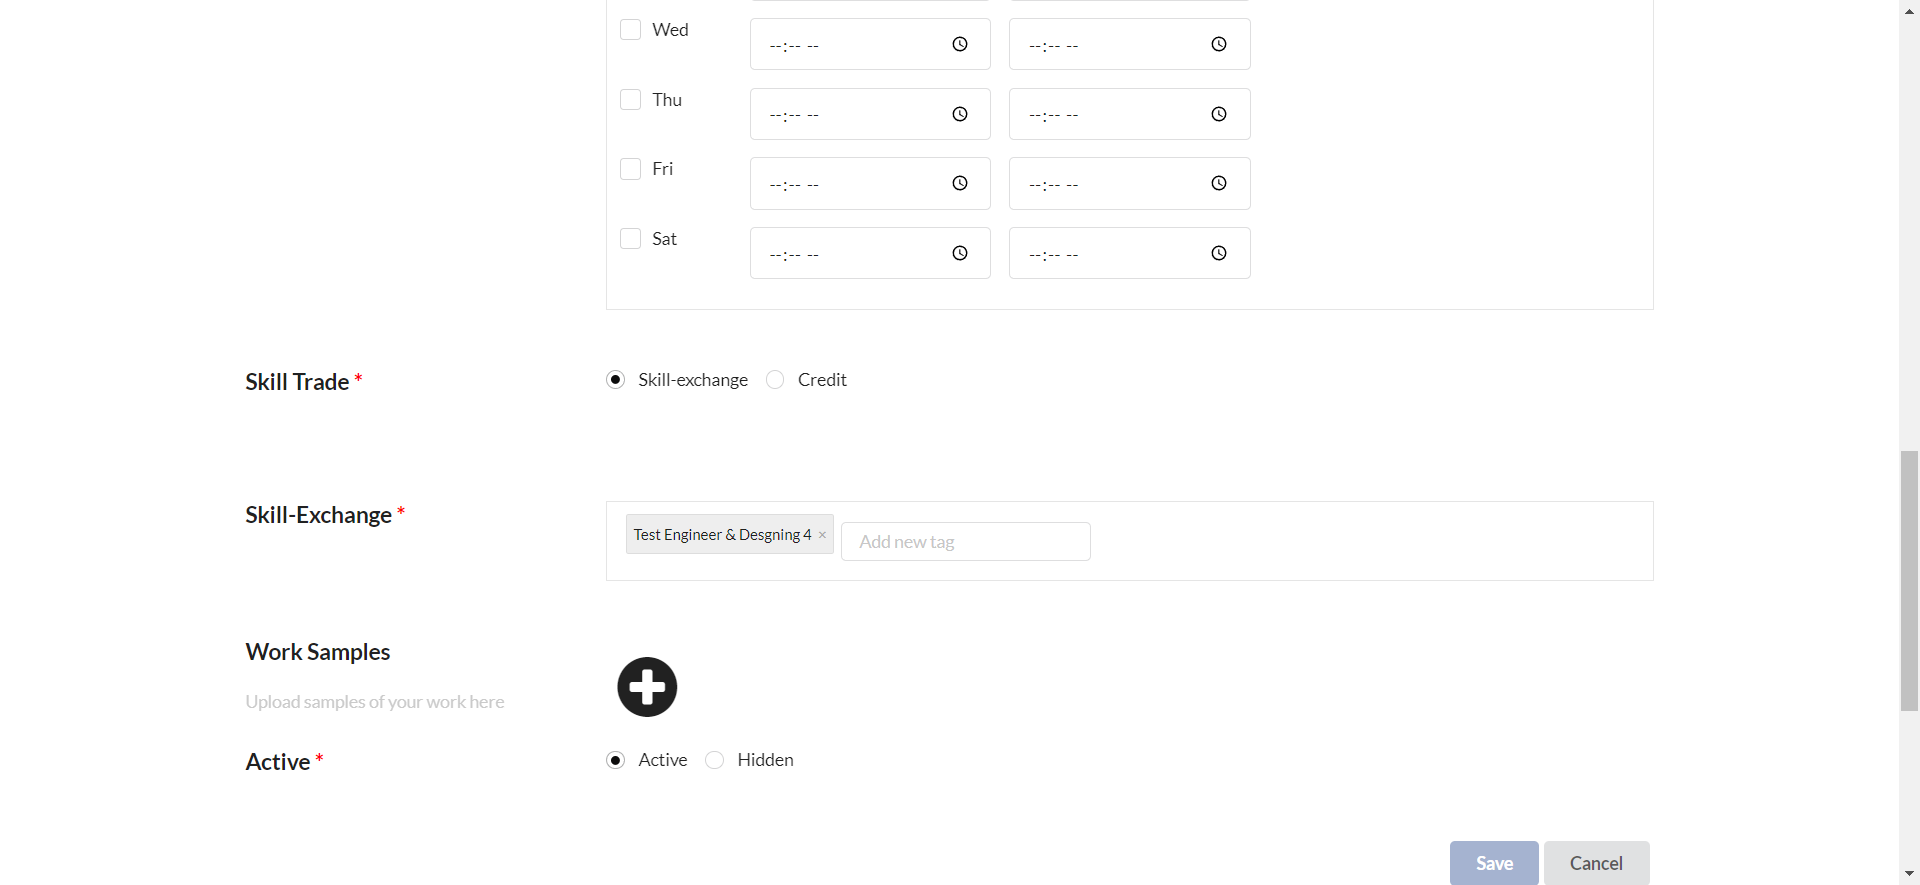 Wed --:-- -- --:-- --
Thu --:-- -- --:-- --
Fri --:-- -- --:-- --
Sat --:-- -- --:-- --
Skill Trade * Skill-exchange Credit
Skill-Exchange * Test Engineer & Desgning 4 × Add new tag
Work Samples
Upload samples of your work here
Active * Active Hidden
Save Cancel